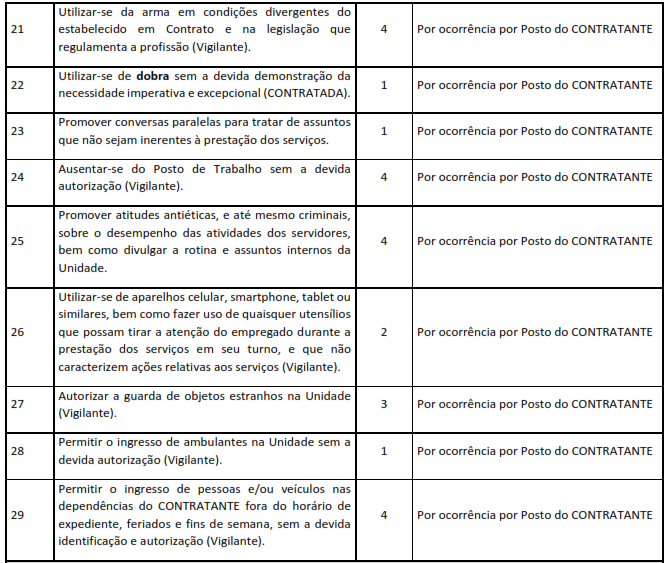 21
Utilizar-se da arma em condições divergentes do
estabelecido em Contrato e na legislação que
regulamenta a profissão (Vigilante).
4
Por ocorrência por Posto do CONTRATANTE
22
Utilizar-se de dobra sem a devida demonstração da
necessidade imperativa e excepcional (CONTRATADA).
1
Por ocorrência por Posto do CONTRATANTE
23
Promover conversas paralelas para tratar de assuntos
que não sejam inerentes à prestação dos serviços.
1
Por ocorrência por Posto do CONTRATANTE
24
Ausentar-se do Posto de Trabalho sem a devida
autorização (Vigilante).
4
Por ocorrência por Posto do CONTRATANTE
25
Promover atitudes antiéticas, e até mesmo criminais,
sobre o desempenho das atividades dos servidores,
bem como divulgar a rotina e assuntos internos da
Unidade.
4
Por ocorrência por Posto do CONTRATANTE
26
Utilizar-se de aparelhos celular, smartphone, tablet ou
similares, bem como fazer uso de quaisquer utensílios
que possam tirar a atenção do empregado durante a
prestação dos serviços em seu turno, e que não
caracterizem ações relativas aos serviços (Vigilante).
2
Por ocorrência por Posto do CONTRATANTE
27
Autorizar a guarda de objetos estranhos na Unidade
(Vigilante).
3
Por ocorrência por Posto do CONTRATANTE
28
Permitir o ingresso de ambulantes na Unidade sem a
devida autorização (Vigilante).
1
Por ocorrência por Posto do CONTRATANTE
29
Permitir o ingresso de pessoas e/ou veículos nas
dependências do CONTRATANTE fora do horário de
expediente, feriados e fins de semana, sem a devida
identificação e autorização (Vigilante).
4
Por ocorrência por Posto do CONTRATANTE